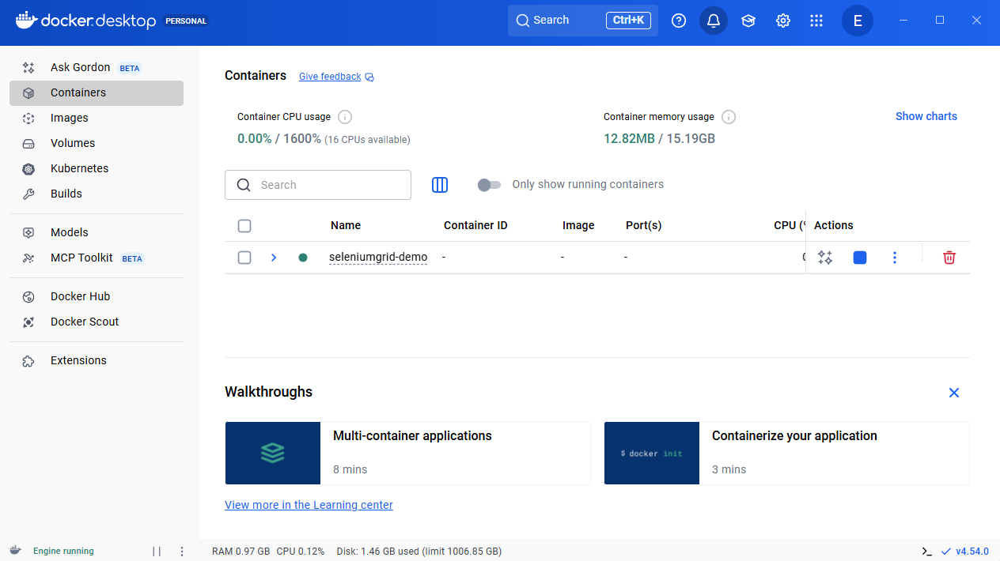 docker.desktop PERSONAL
Search Ctrl+K
E
Ask Gordon BETA
Containers
Images
Volumes
Kubernetes
Builds
Models
MCP Toolkit BETA
Docker Hub
Docker Scout
Extensions
Containers Give feedback
Container CPU usage
0.00% / 1600% (16 CPUs available)
Container memory usage
12.82MB / 15.19GB
Show charts
Search
Only show running containers
Name Container ID Image Port(s) CPU (% Actions
seleniumgrid-demo - - - 0
Walkthroughs
Multi-container applications
8 mins
$ docker init
Containerize your application
3 mins
View more in the Learning center
Engine running
RAM 0.97 GB CPU 0.12% Disk: 1.46 GB used (limit 1006.85 GB)
v4.54.0